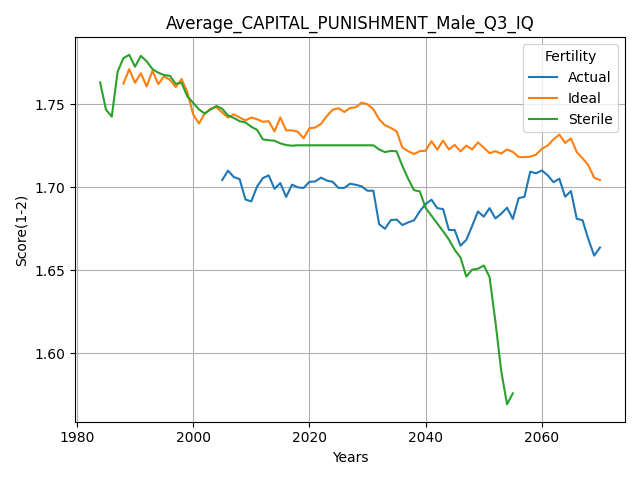 Average_CAPITAL_PUNISHMENT_Male_Q3_IQ
Fertility
Actual
Ideal
Sterile
Score(1-2)
1.75
1.70
1.65
1.60
1980
2000
2020
2040
2060
Years